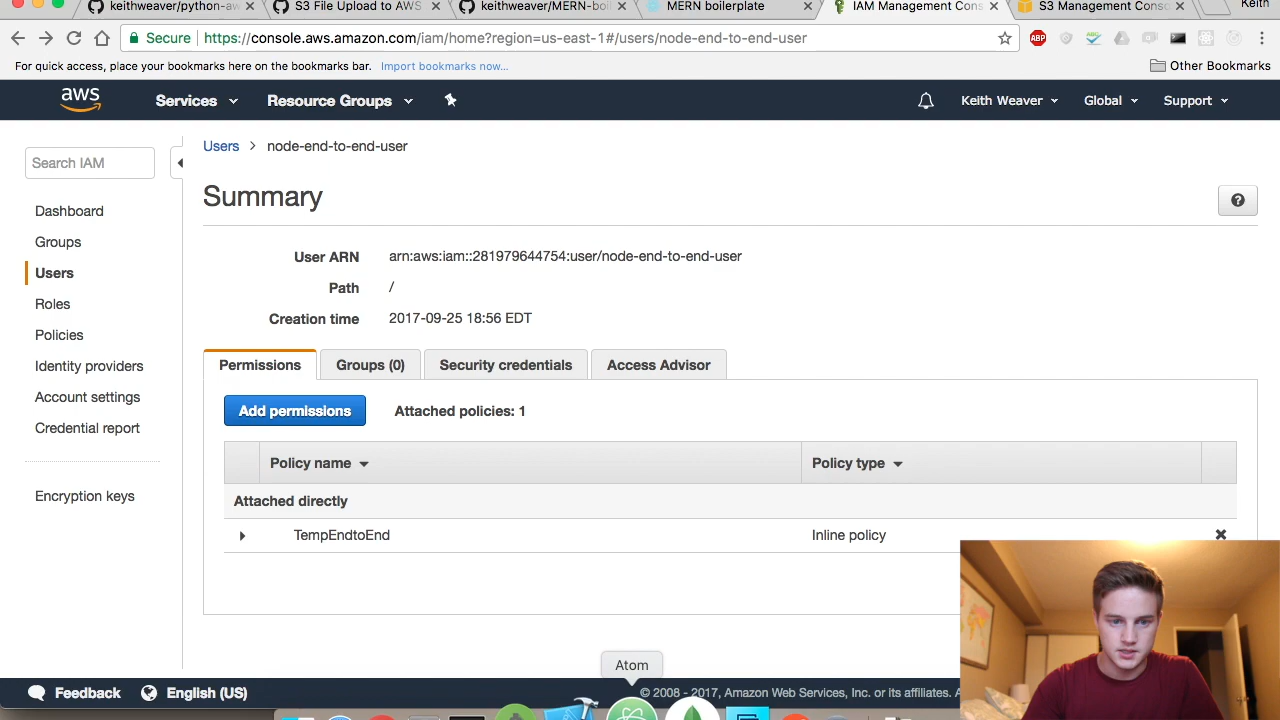 keithweaver/python-aw
S3 File Upload to AWS
keithweaver/MERN-boil
MERN boilerplate
IAM Management Cons
S3 Management Conso
Keith
Secure
https://console.aws.amazon.com/iam/home?region=us-east-1#/users/node-end-to-end-user
ABP
For quick access, place your bookmarks here on the bookmarks bar.
Import bookmarks now...
Other Bookmarks
aws
Services
Resource Groups
Keith Weaver
Global
Support
Search IAM
Users > node-end-to-end-user
Summary
?
Dashboard
Groups
Users
Roles
Policies
Identity providers
Account settings
Credential report
Encryption keys
User ARN
arn:aws:iam::281979644754:user/node-end-to-end-user
Path
/
Creation time
2017-09-25 18:56 EDT
Permissions
Groups (0)
Security credentials
Access Advisor
Add permissions
Attached policies: 1
Policy name
Policy type
Attached directly
TempEndtoEnd
Inline policy
Atom
Feedback
English (US)
© 2008 - 2017, Amazon Web Services, Inc. or its affiliates. A